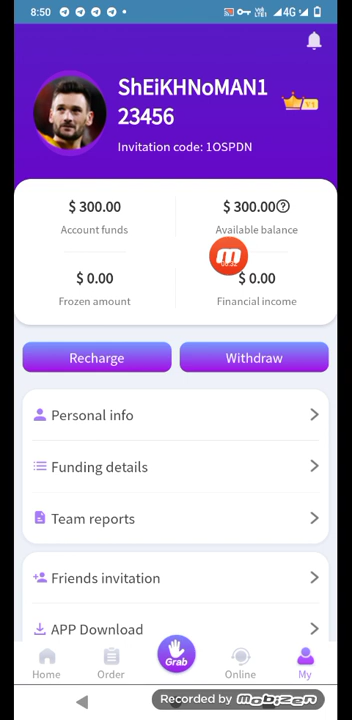 8:50
4G
ShEiKHNoMAN1
23456
V1
Invitation code: 1OSPDN
$ 300.00
$ 300.00
Account funds
Available balance
$ 0.00
$ 0.00
Frozen amount
Financial income
Recharge
Withdraw
Personal info
Funding details
Team reports
Friends invitation
APP Download
Home
Order
Grab
Online
My
Recorded by mobizen